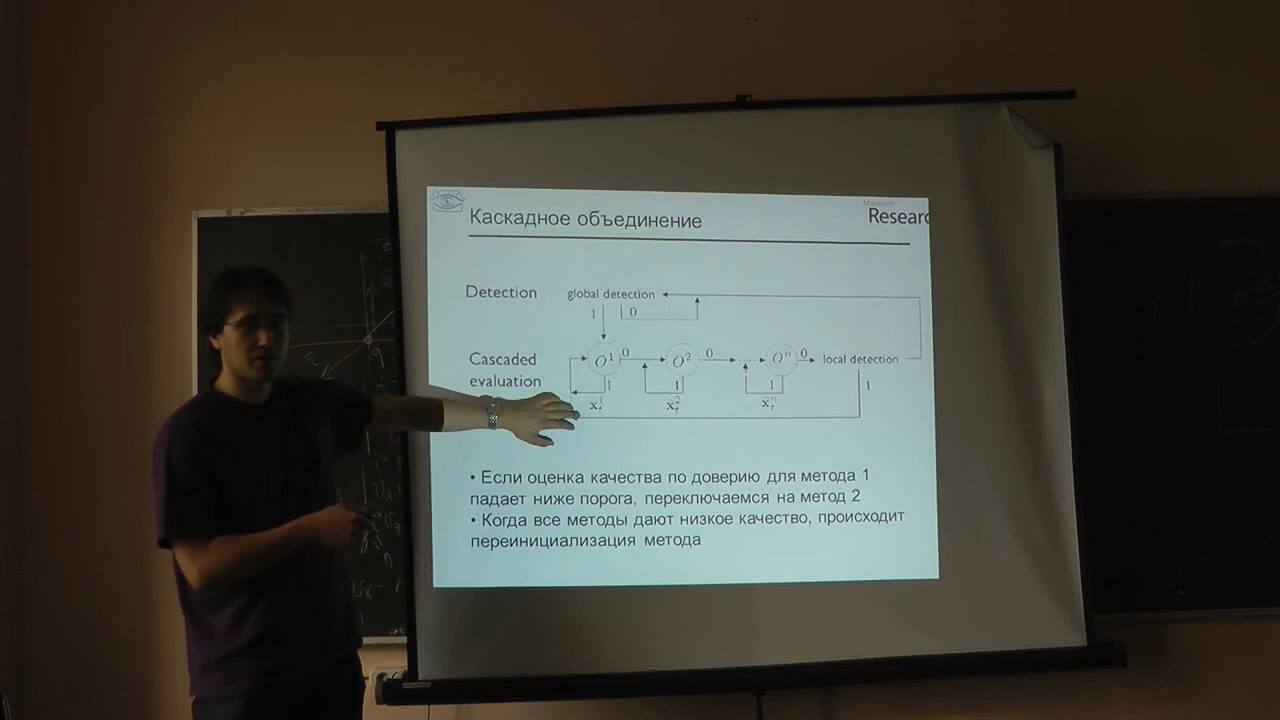 Каскадное объединение
Microsoft
Researc
Detection
global detection
1
0
Cascaded
evaluation
O¹ 0 O² 0 ...... Oⁿ 0 local detection
1 1 1 1
• Если оценка качества по доверию для метода 1
падает ниже порога, переключаемся на метод 2
• Когда все методы дают низкое качество, происходит
переинициализация метода